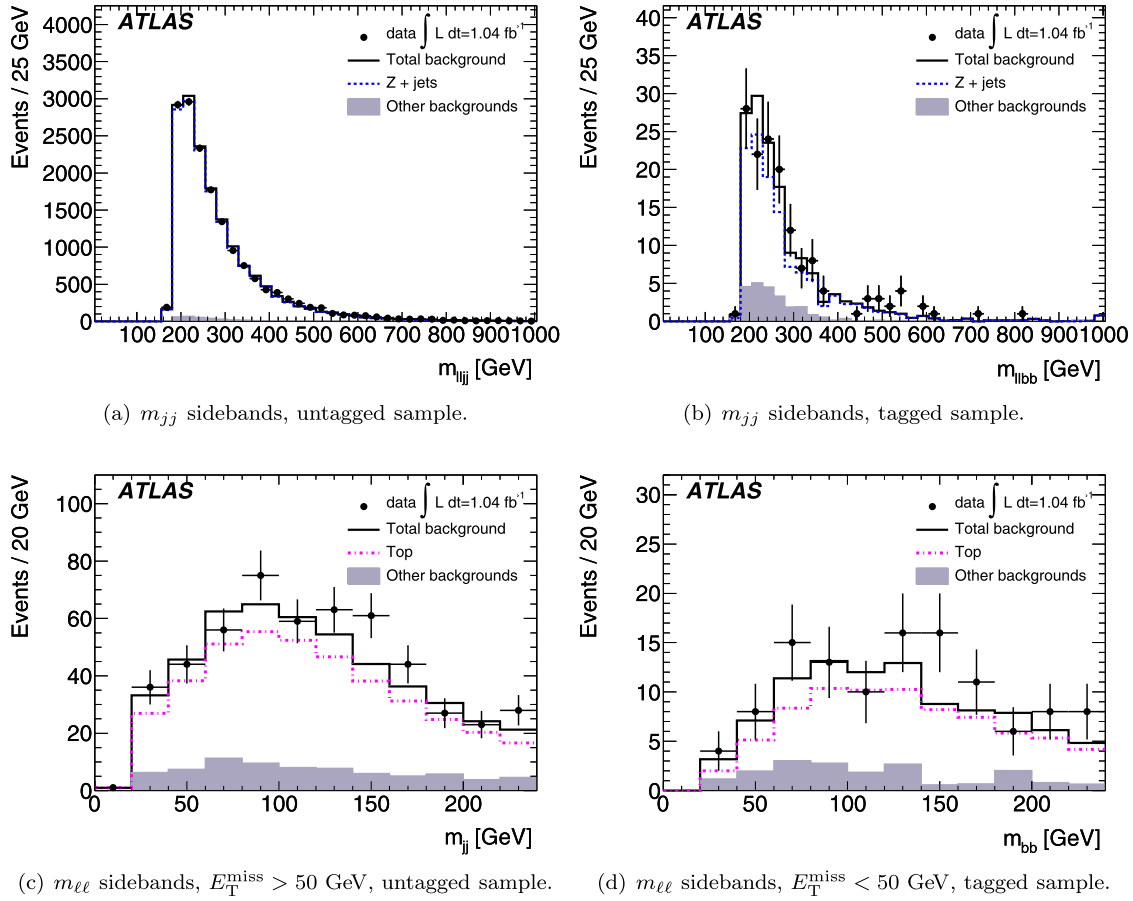 ATLAS
data ∫ L dt=1.04 fb⁻¹
Total background
Z + jets
Other backgrounds
Events / 25 GeV
4000
3500
3000
2500
2000
1500
1000
500
0
100 200 300 400 500 600 700 800 900 1000
m_lljj [GeV]
(a) m_jj sidebands, untagged sample.
ATLAS
data ∫ L dt=1.04 fb⁻¹
Total background
Z + jets
Other backgrounds
Events / 25 GeV
40
35
30
25
20
15
10
5
0
100 200 300 400 500 600 700 800 900 1000
m_llbb [GeV]
(b) m_jj sidebands, tagged sample.
ATLAS
data ∫ L dt=1.04 fb⁻¹
Total background
Top
Other backgrounds
Events / 20 GeV
100
80
60
40
20
0
0 50 100 150 200
m_jj [GeV]
(c) m_ℓℓ sidebands, E_T^miss > 50 GeV, untagged sample.
ATLAS
data ∫ L dt=1.04 fb⁻¹
Total background
Top
Other backgrounds
Events / 20 GeV
30
25
20
15
10
5
0
0 50 100 150 200
m_bb [GeV]
(d) m_ℓℓ sidebands, E_T^miss < 50 GeV, tagged sample.